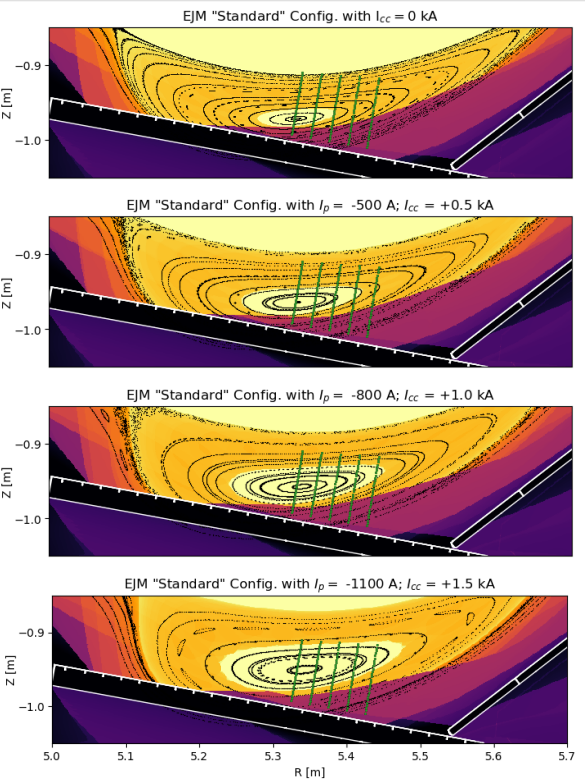 EJM "Standard" Config. with I_cc = 0 kA
Z [m]
−0.9
−1.0
EJM "Standard" Config. with I_p = -500 A; I_cc = +0.5 kA
Z [m]
−0.9
−1.0
EJM "Standard" Config. with I_p = -800 A; I_cc = +1.0 kA
Z [m]
−0.9
−1.0
EJM "Standard" Config. with I_p = -1100 A; I_cc = +1.5 kA
Z [m]
−0.9
−1.0
5.0 5.1 5.2 5.3 5.4 5.5 5.6 5.7
R [m]